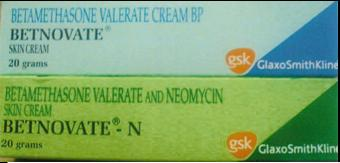 BETAMETHASONE VALERATE CREAM BP
BETNOVATE®
SKIN CREAM
20 grams
gsk GlaxoSmithKline
BETAMETHASONE VALERATE AND NEOMYCIN
SKIN CREAM
BETNOVATE®- N
20 grams
gsk GlaxoSmithKline